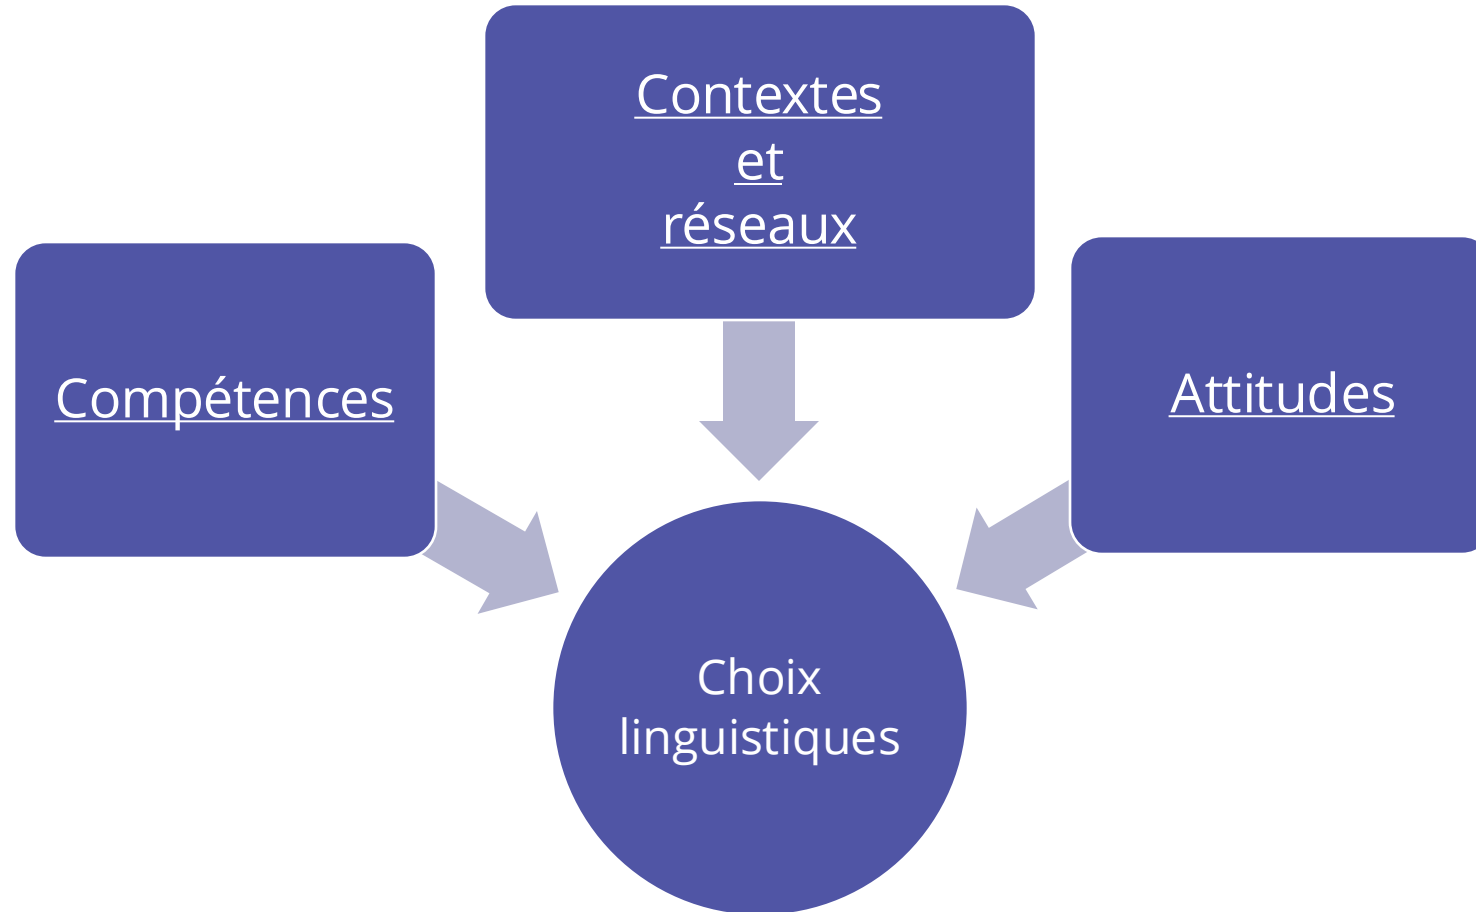 Contextes
et
réseaux
Compétences
Attitudes
Choix
linguistiques